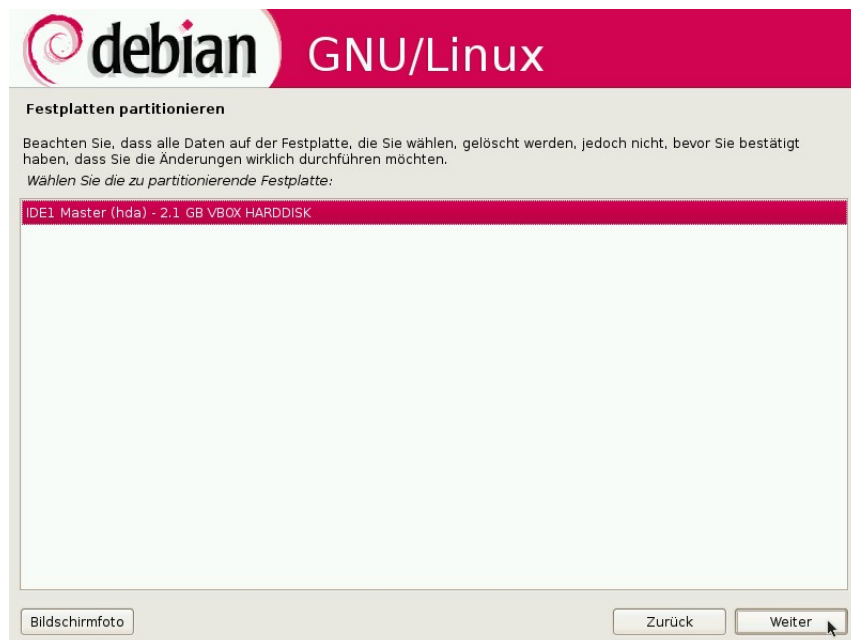 debian GNU/Linux
Festplatten partitionieren
Beachten Sie, dass alle Daten auf der Festplatte, die Sie wählen, gelöscht werden, jedoch nicht, bevor Sie bestätigt
haben, dass Sie die Änderungen wirklich durchführen möchten.
Wählen Sie die zu partitionierende Festplatte:
IDE1 Master (hda) - 2.1 GB VBOX HARDDISK
Bildschirmfoto Zurück Weiter